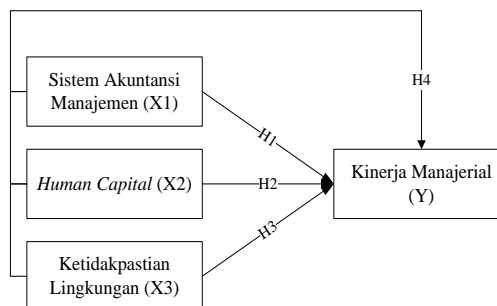 Sistem Akuntansi
Manajemen (X1)
Human Capital (X2)
Ketidakpastian
Lingkungan (X3)
H1
H2
H3
H4
Kinerja Manajerial
(Y)